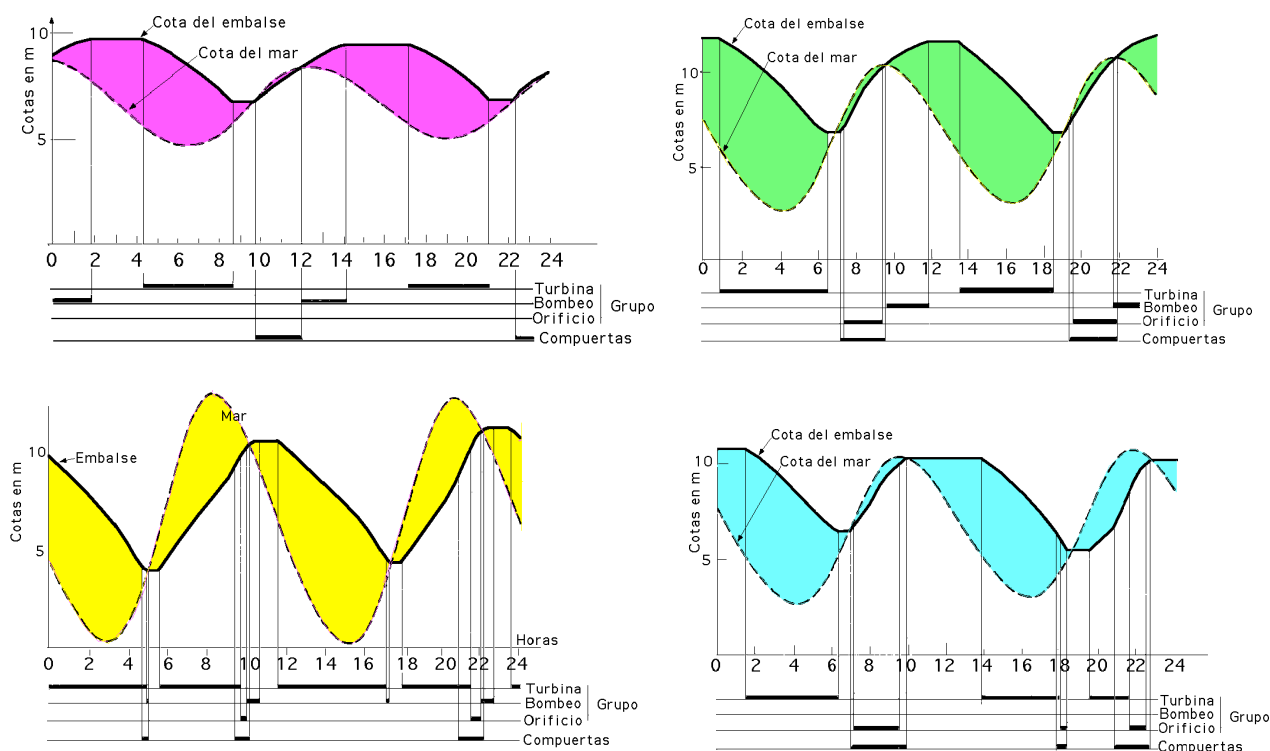 Cota del embalse
Cota del mar
Cotas en m
10
5
0 2 4 6 8 10 12 14 16 18 20 22 24
Turbina
Bombeo
Grupo
Orificio
Compuertas
Cota del embalse
Cota del mar
Cotas en m
10
5
0 2 4 6 8 10 12 14 16 18 20 22 24
Turbina
Bombeo
Grupo
Orificio
Compuertas
Mar
Embalse
Cotas en m
10
5
Horas
0 2 4 6 8 10 12 14 16 18 20 22 24
Turbina
Bombeo
Grupo
Orificio
Compuertas
Cota del embalse
Cota del mar
Cotas en m
10
5
0 2 4 6 8 10 12 14 16 18 20 22 24
Turbina
Bombeo
Grupo
Orificio
Compuertas